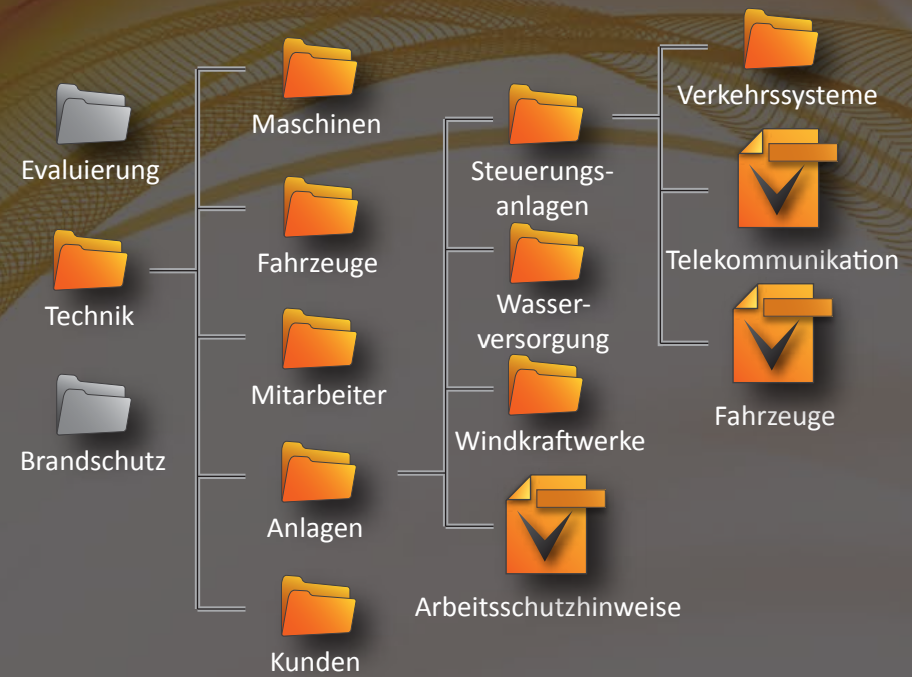 Evaluierung
Technik
Brandschutz
Maschinen
Fahrzeuge
Mitarbeiter
Anlagen
Kunden
Steuerungs-
anlagen
Wasser-
versorgung
Windkraftwerke
Arbeitsschutzhinweise
Verkehrssysteme
Telekommunikation
Fahrzeuge